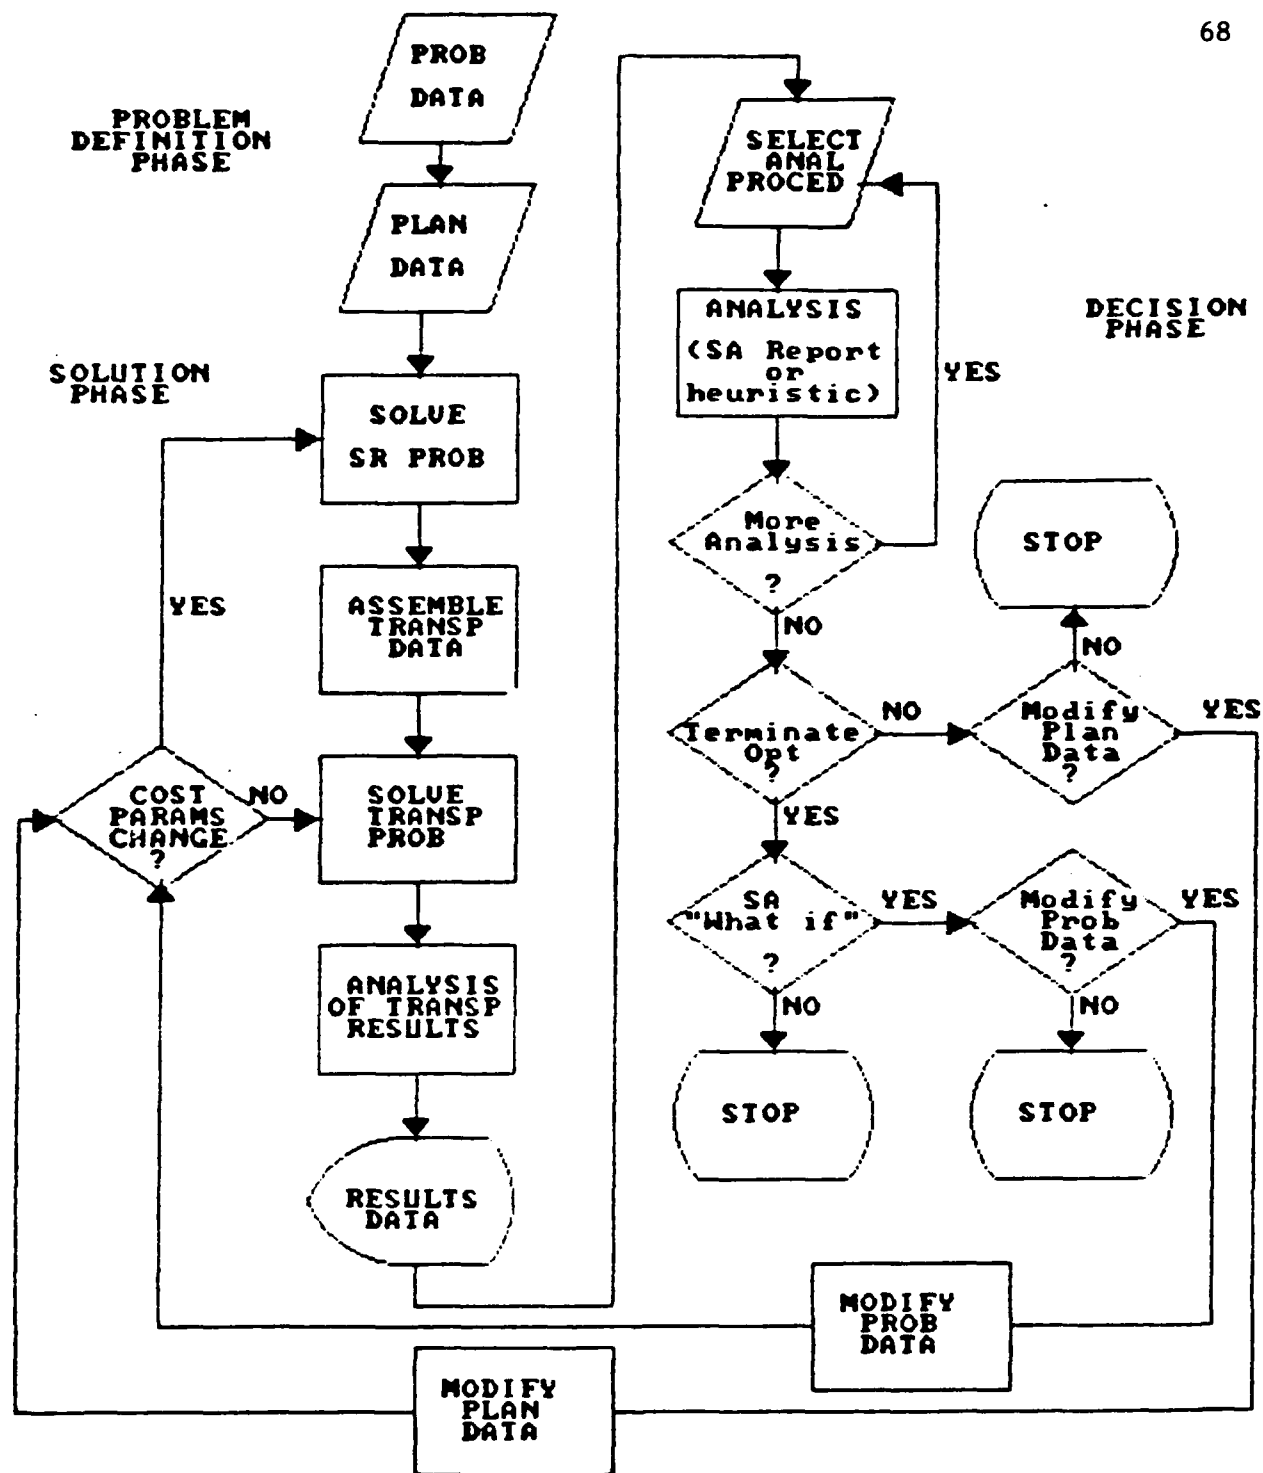 68
PROBLEM
DEFINITION
PHASE
PROB
DATA
PLAN
DATA
SOLUTION
PHASE
SOLVE
SR PROB
YES
ASSEMBLE
TRANSP
DATA
COST
PARAMS
CHANGE
?
NO
SOLVE
TRANSP
PROB
ANALYSIS
OF TRANSP
RESULTS
RESULTS
DATA
SELECT
ANAL
PROCED
ANALYSIS
(SA Report
or
heuristic)
YES
DECISION
PHASE
More
Analysis
?
NO
STOP
NO
Terminate
Opt
?
NO
Modify
Plan
Data
?
YES
YES
SA
"What if"
?
YES
Modify
Prob
Data
?
YES
NO
NO
STOP
STOP
MODIFY
PROB
DATA
MODIFY
PLAN
DATA